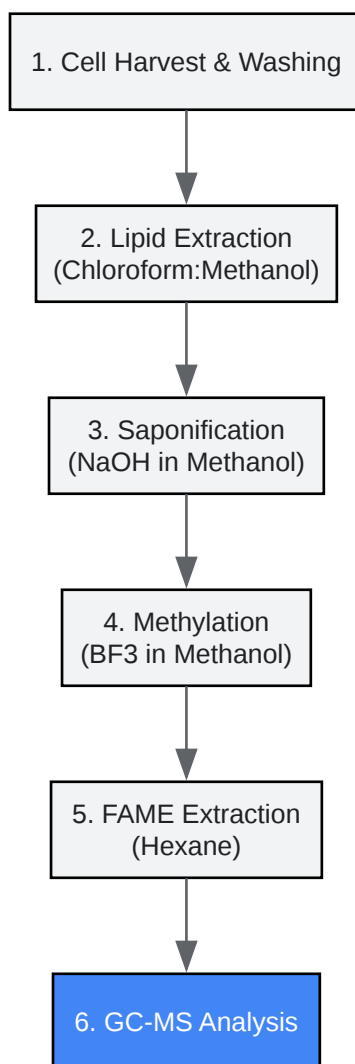 1. Cell Harvest & Washing
2. Lipid Extraction
(Chloroform:Methanol)
3. Saponification
(NaOH in Methanol)
4. Methylation
(BF3 in Methanol)
5. FAME Extraction
(Hexane)
6. GC-MS Analysis